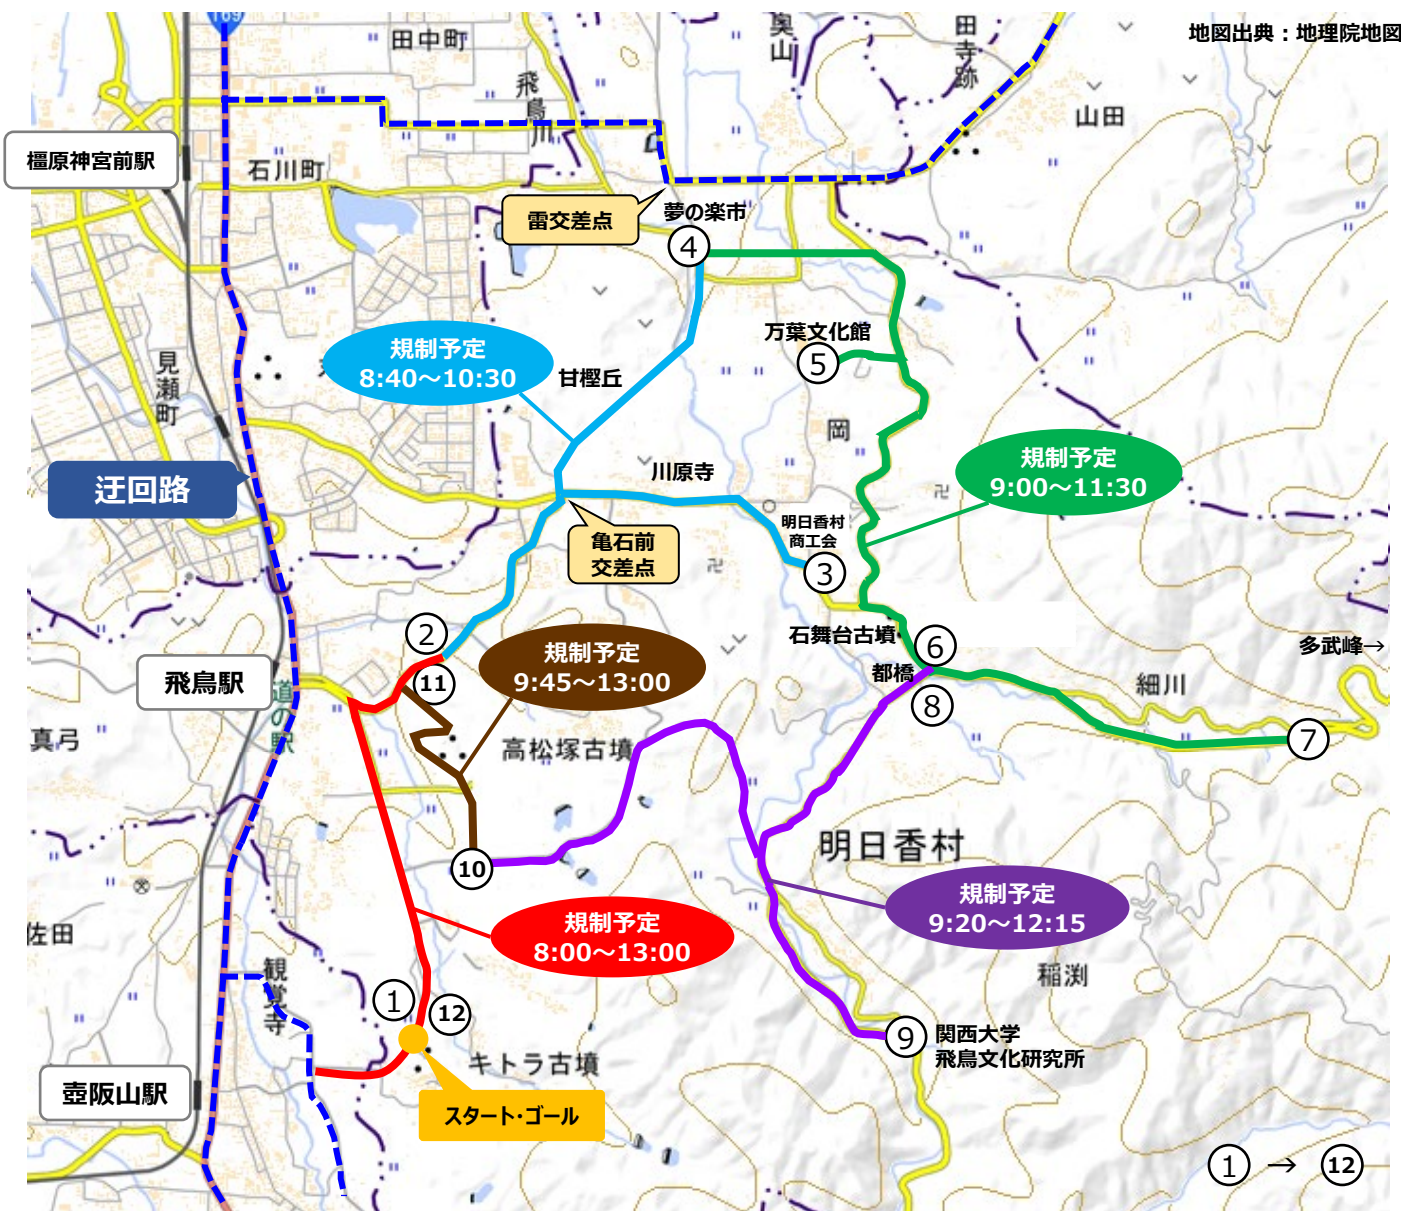 169
地図出典：地理院地図
田中町
奥山
田寺跡
飛鳥川
山田
橿原神宮前駅
石川町
雷交差点
夢の楽市
④
万葉文化館
⑤
規制予定
8:40～10:30
甘樫丘
見瀬町
岡
規制予定
9:00～11:30
川原寺
迂回路
明日香村
商工会
③
亀石前
交差点
②
石舞台古墳
⑥
多武峰→
規制予定
9:45～13:00
飛鳥駅
⑪
都橋
⑧
細川
道の駅
真弓
高松塚古墳
⑦
明日香村
⑩
規制予定
9:20～12:15
佐田
規制予定
8:00～13:00
観覚寺
稲渕
①
⑫
⑨
関西大学
飛鳥文化研究所
キトラ古墳
壺阪山駅
スタート・ゴール
① → ⑫